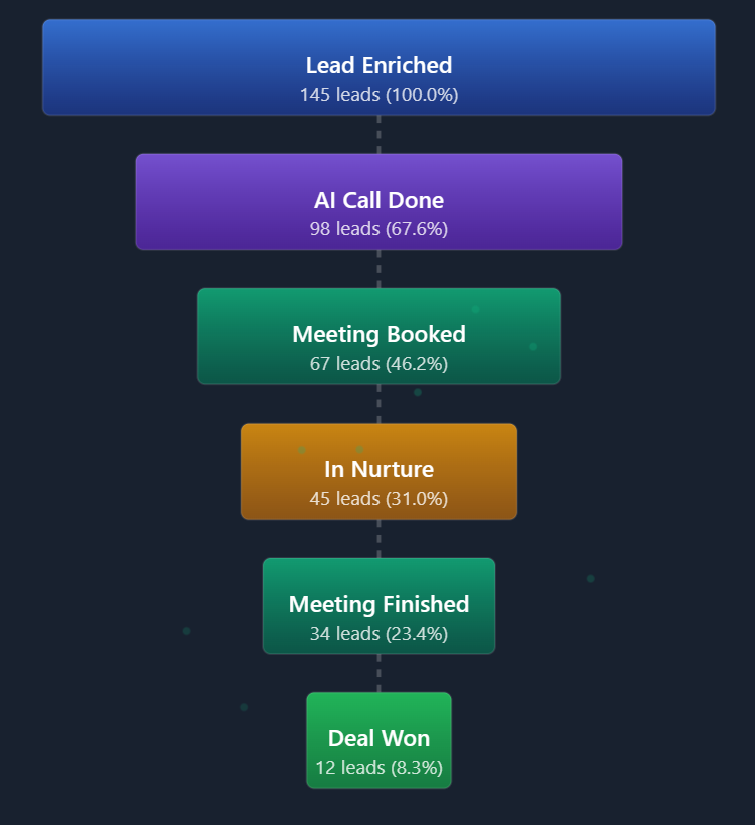 Lead Enriched
145 leads (100.0%)
AI Call Done
98 leads (67.6%)
Meeting Booked
67 leads (46.2%)
In Nurture
45 leads (31.0%)
Meeting Finished
34 leads (23.4%)
Deal Won
12 leads (8.3%)